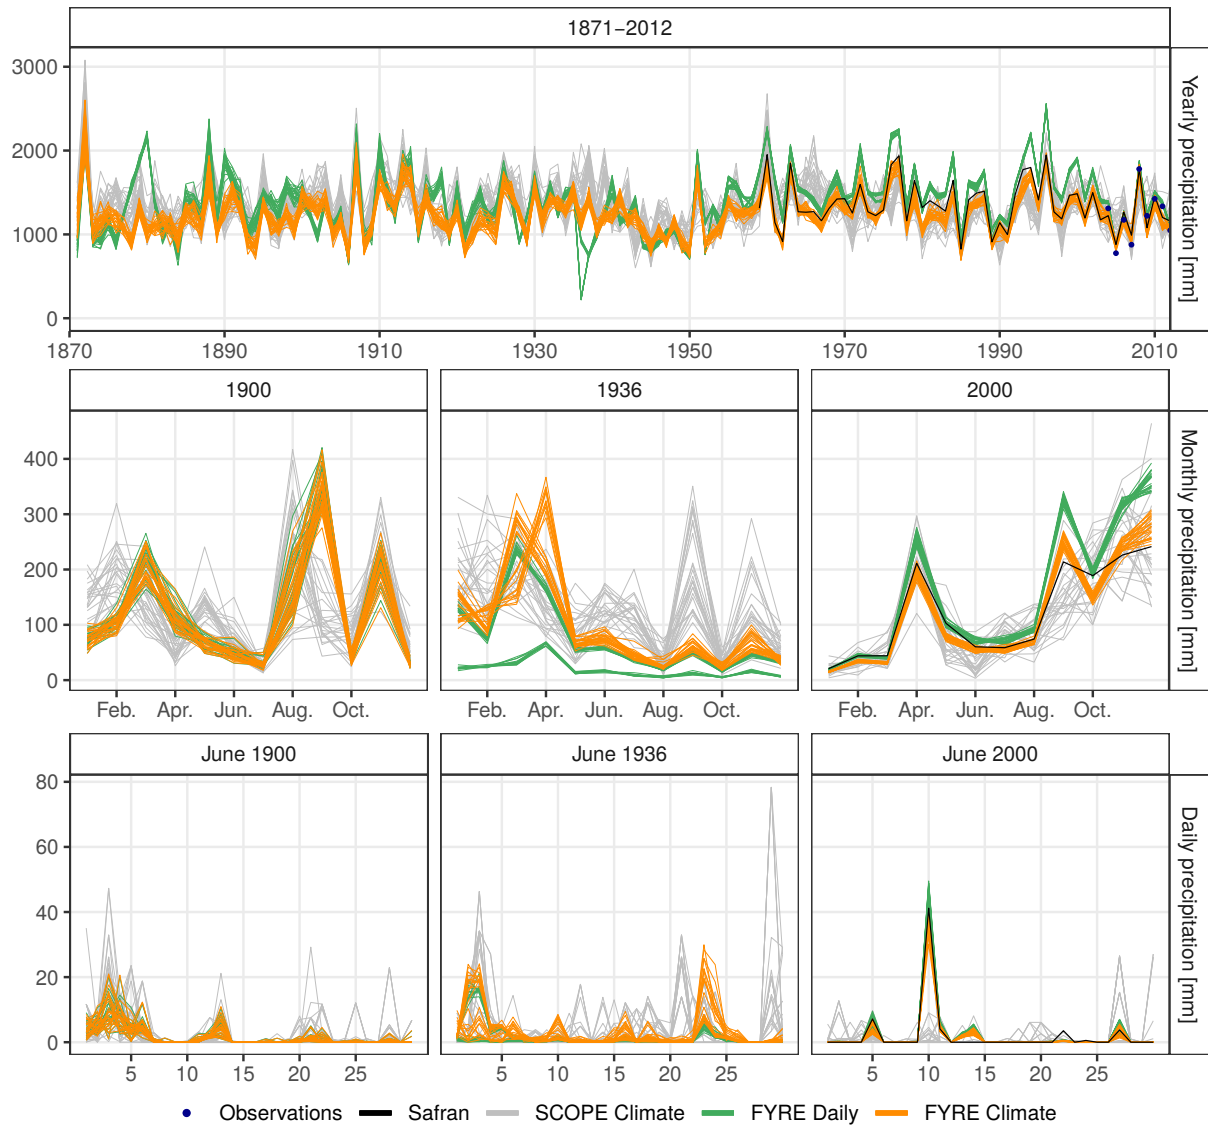 1871−2012
3000
2000
1000
0
Yearly precipitation [mm]
1870 1890 1910 1930 1950 1970 1990 2010
1900 1936 2000
400
300
200
100
0
Monthly precipitation [mm]
Feb. Apr. Jun. Aug. Oct. Feb. Apr. Jun. Aug. Oct. Feb. Apr. Jun. Aug. Oct.
June 1900 June 1936 June 2000
80
60
40
20
0
Daily precipitation [mm]
5 10 15 20 25 5 10 15 20 25 5 10 15 20 25
Observations Safran SCOPE Climate FYRE Daily FYRE Climate